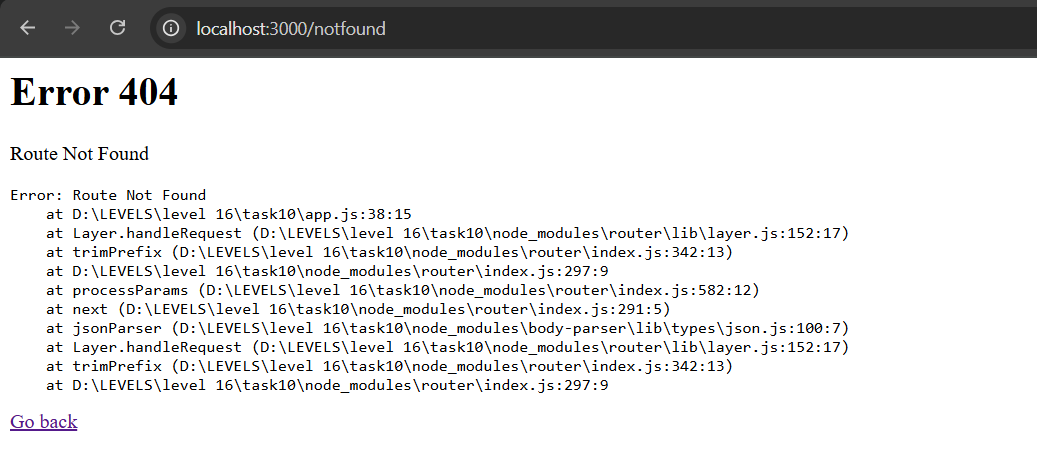 localhost:3000/notfound
Error 404
Route Not Found
Error: Route Not Found
    at D:\LEVELS\level 16\task10\app.js:38:15
    at Layer.handleRequest (D:\LEVELS\level 16\task10\node_modules\router\lib\layer.js:152:17)
    at trimPrefix (D:\LEVELS\level 16\task10\node_modules\router\index.js:342:13)
    at D:\LEVELS\level 16\task10\node_modules\router\index.js:297:9
    at processParams (D:\LEVELS\level 16\task10\node_modules\router\index.js:582:12)
    at next (D:\LEVELS\level 16\task10\node_modules\router\index.js:291:5)
    at jsonParser (D:\LEVELS\level 16\task10\node_modules\body-parser\lib\types\json.js:100:7)
    at Layer.handleRequest (D:\LEVELS\level 16\task10\node_modules\router\lib\layer.js:152:17)
    at trimPrefix (D:\LEVELS\level 16\task10\node_modules\router\index.js:342:13)
    at D:\LEVELS\level 16\task10\node_modules\router\index.js:297:9
Go back